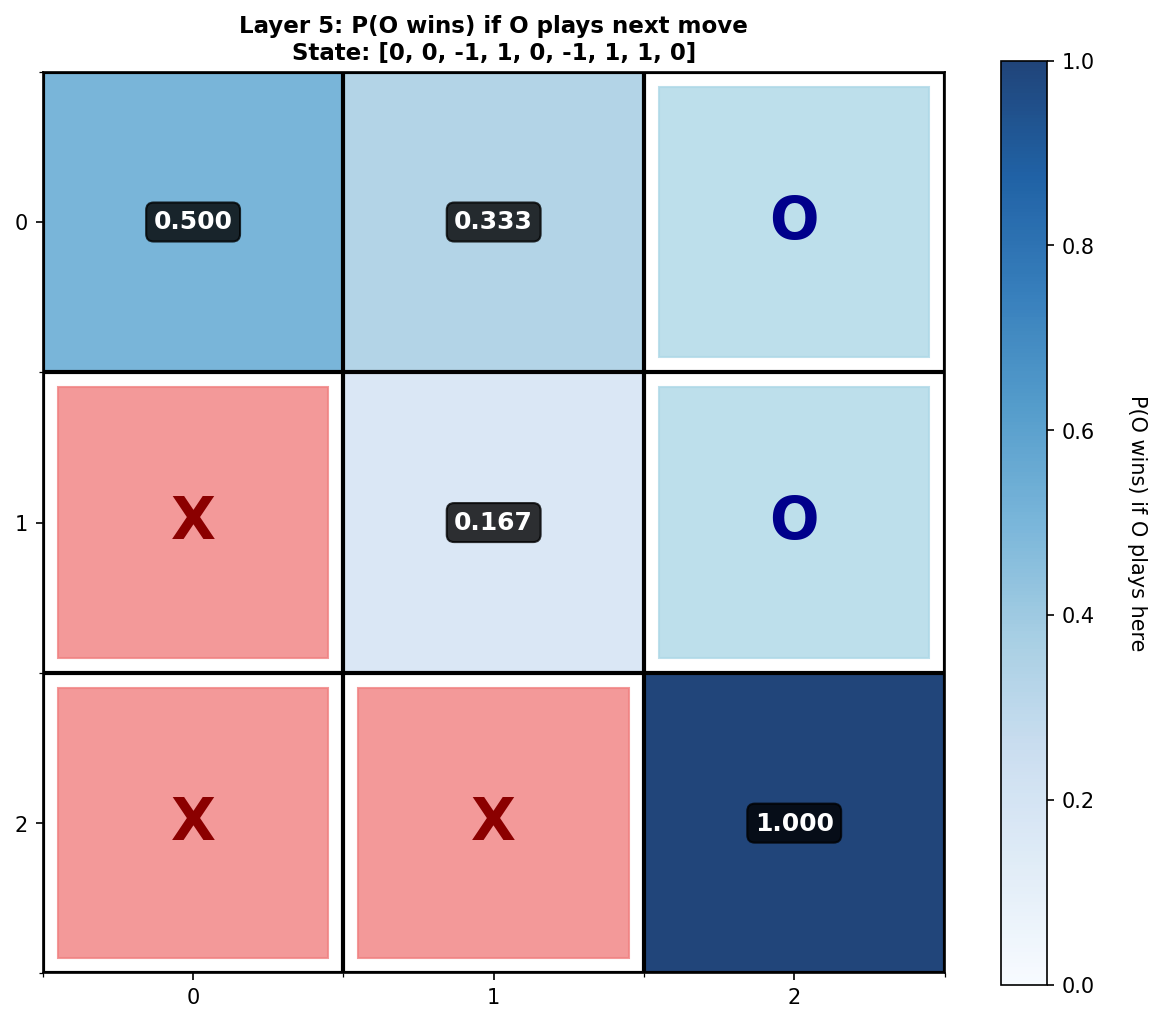 Layer 5: P(O wins) if O plays next move
State: [0, 0, -1, 1, 0, -1, 1, 1, 0]
0
0.500
0.333
O
1
X
0.167
O
2
X
X
1.000
0
1
2
1.0
0.8
0.6
0.4
0.2
0.0
P(O wins) if O plays here